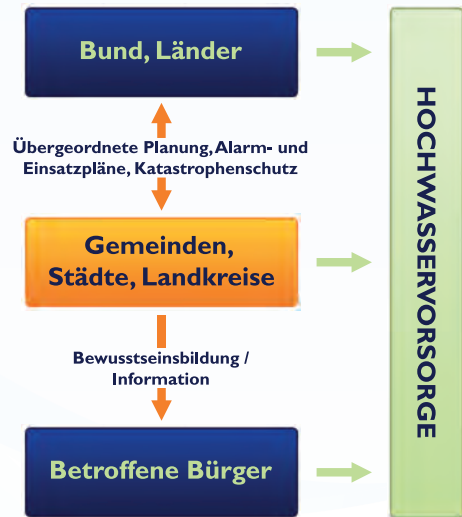 Bund, Länder
Übergeordnete Planung, Alarm- und
Einsatzpläne, Katastrophenschutz
Gemeinden,
Städte, Landkreise
Bewusstseinsbildung /
Information
Betroffene Bürger
HOCHWASSERVORSORGE